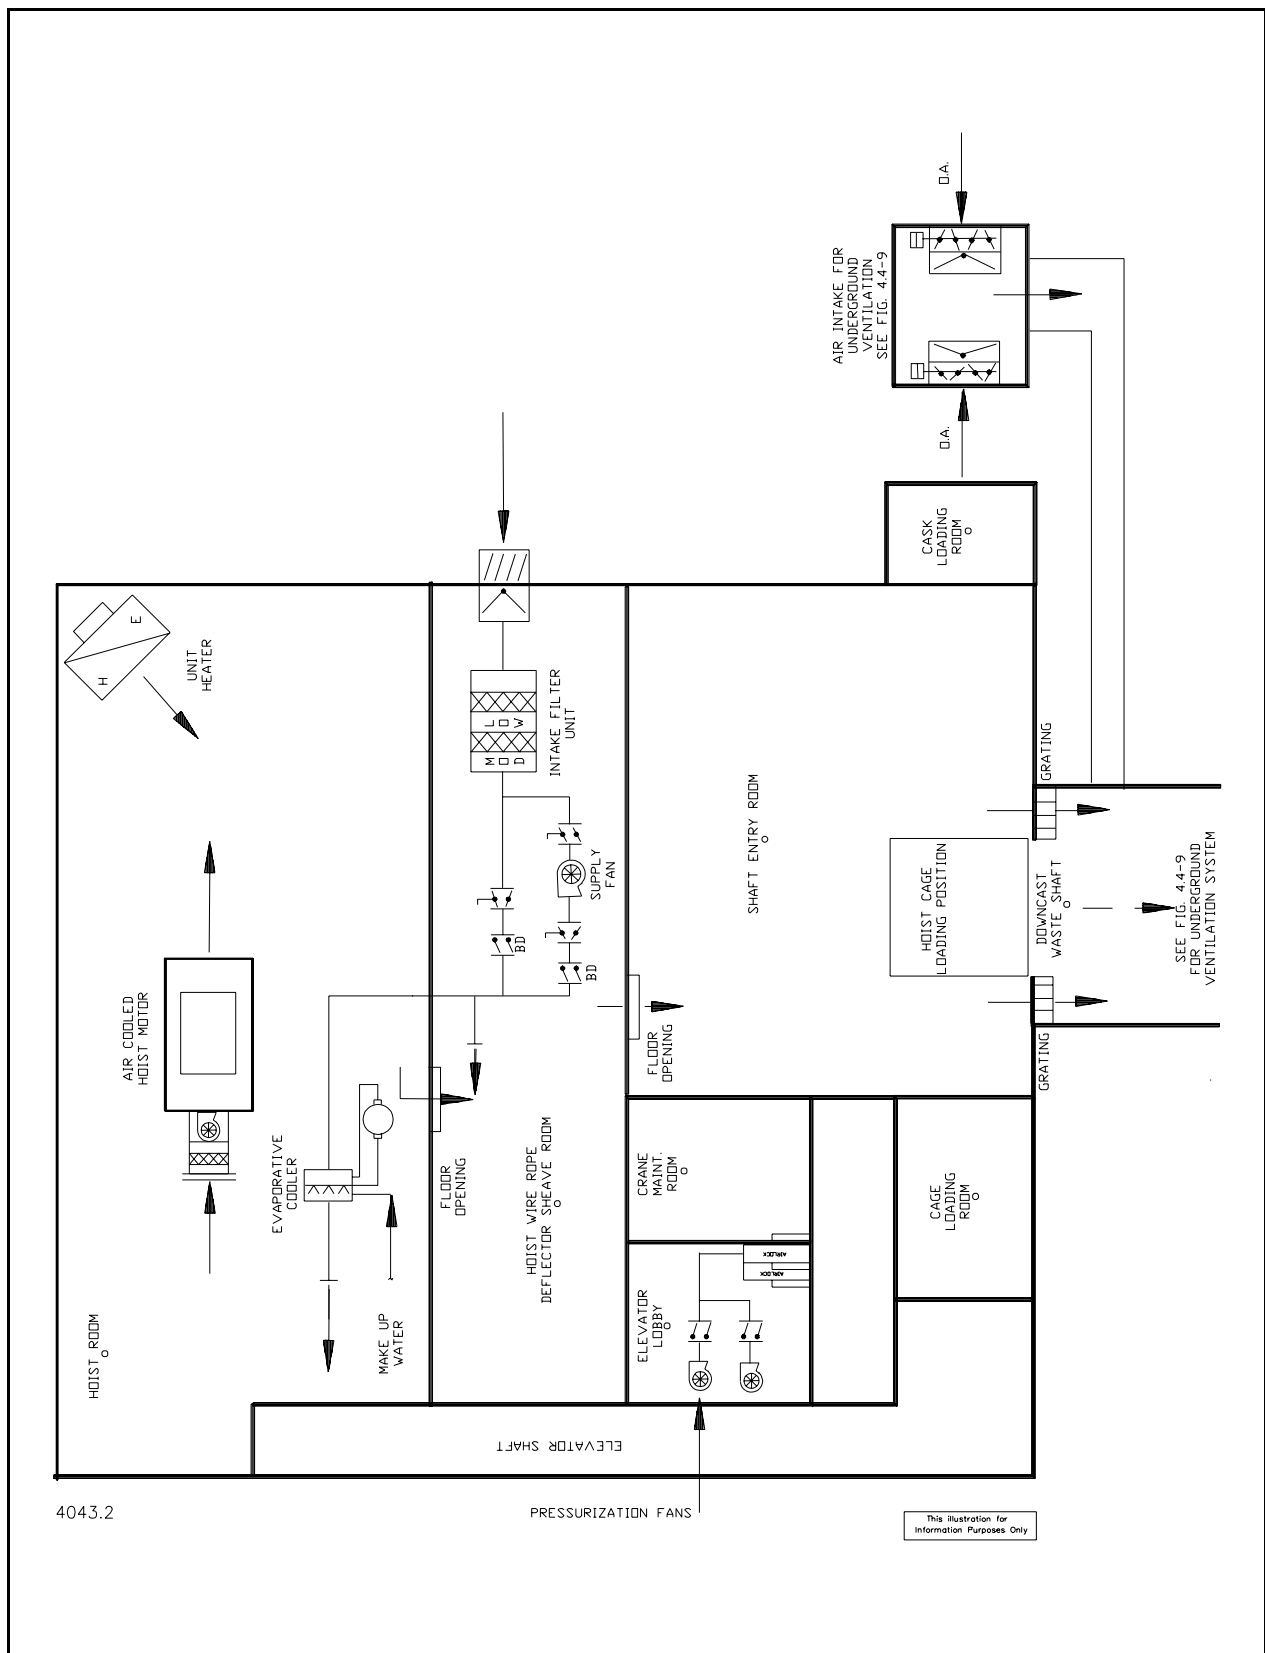 O.A.
AIR INTAKE FOR
UNDERGROUND
VENTILATION
SEE FIG. 4.4-9
O.A.
CASK
LOADING
ROOM
H
E
UNIT
HEATER
M
O
D
L
O
W
INTAKE FILTER
UNIT
SUPPLY
FAN
BD
BD
AIR COOLED
HOIST MOTOR
EVAPORATIVE
COOLER
MAKE UP
WATER
HOIST ROOM
FLOOR
OPENING
HOIST WIRE ROPE
DEFLECTOR SHEAVE ROOM
FLOOR
OPENING
SHAFT ENTRY ROOM
HOIST CAGE
LOADING POSITION
GRATING
DOWNCAST
WASTE SHAFT
SEE FIG. 4.4-9
FOR UNDERGROUND
VENTILATION SYSTEM
GRATING
CRANE
MAINT.
ROOM
CAGE
LOADING
ROOM
ELEVATOR
LOBBY
AIRLOCK
AIRLOCK
ELEVATOR SHAFT
PRESSURIZATION FANS
4043.2
This illustration for
Information Purposes Only